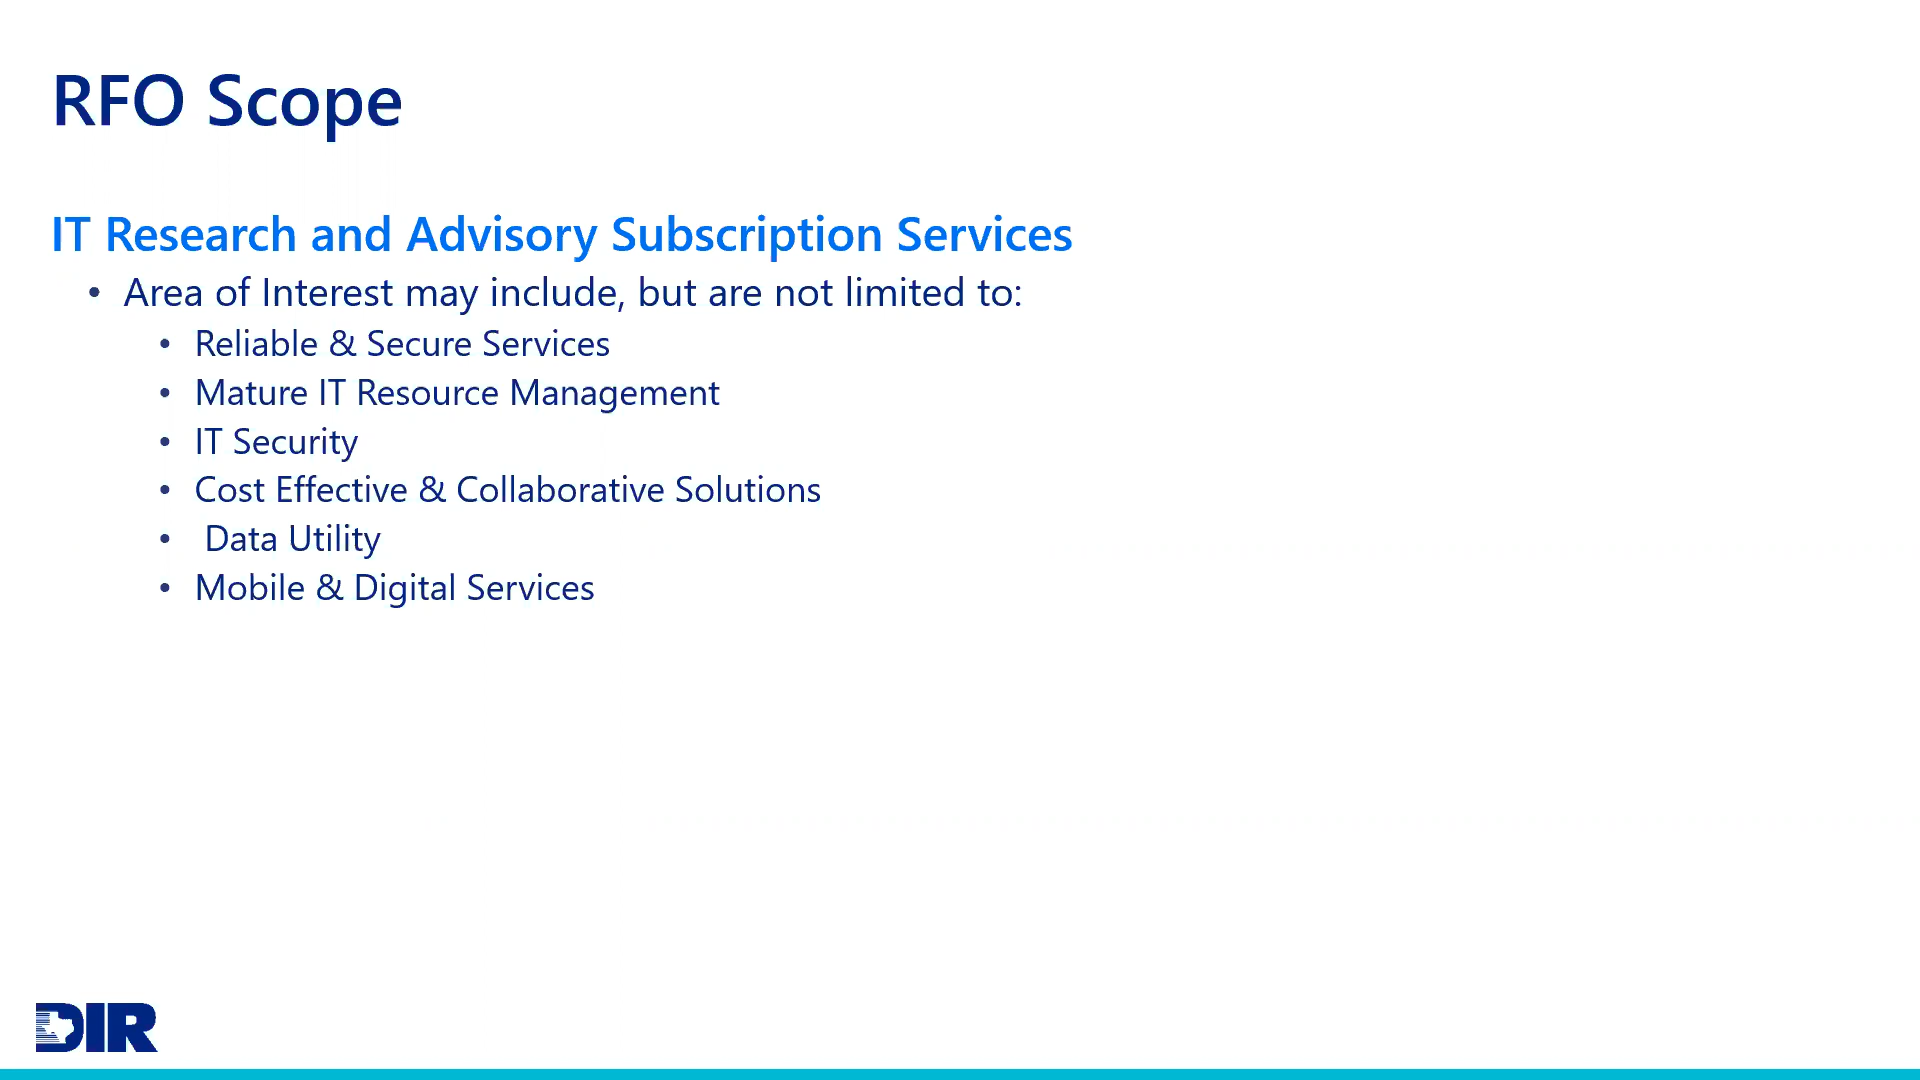 RFO Scope
IT Research and Advisory Subscription Services
• Area of Interest may include, but are not limited to:
• Reliable & Secure Services
• Mature IT Resource Management
• IT Security
• Cost Effective & Collaborative Solutions
• Data Utility
• Mobile & Digital Services
DIR